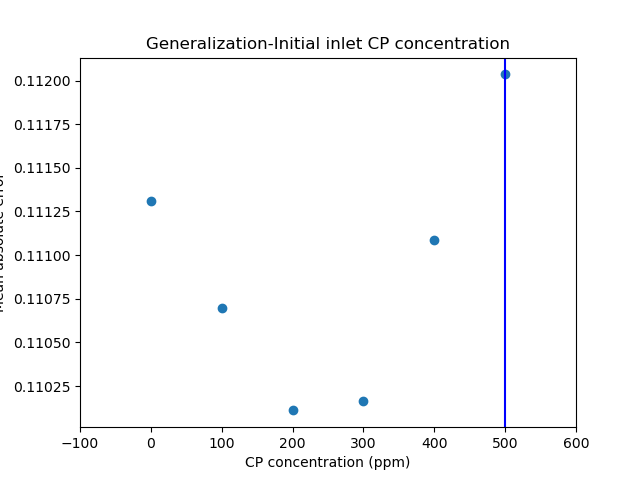 Generalization-Initial inlet CP concentration
0.11200
0.11175
0.11150
0.11125
0.11100
0.11075
0.11050
0.11025
Mean absolute error
−100 0 100 200 300 400 500 600
CP concentration (ppm)